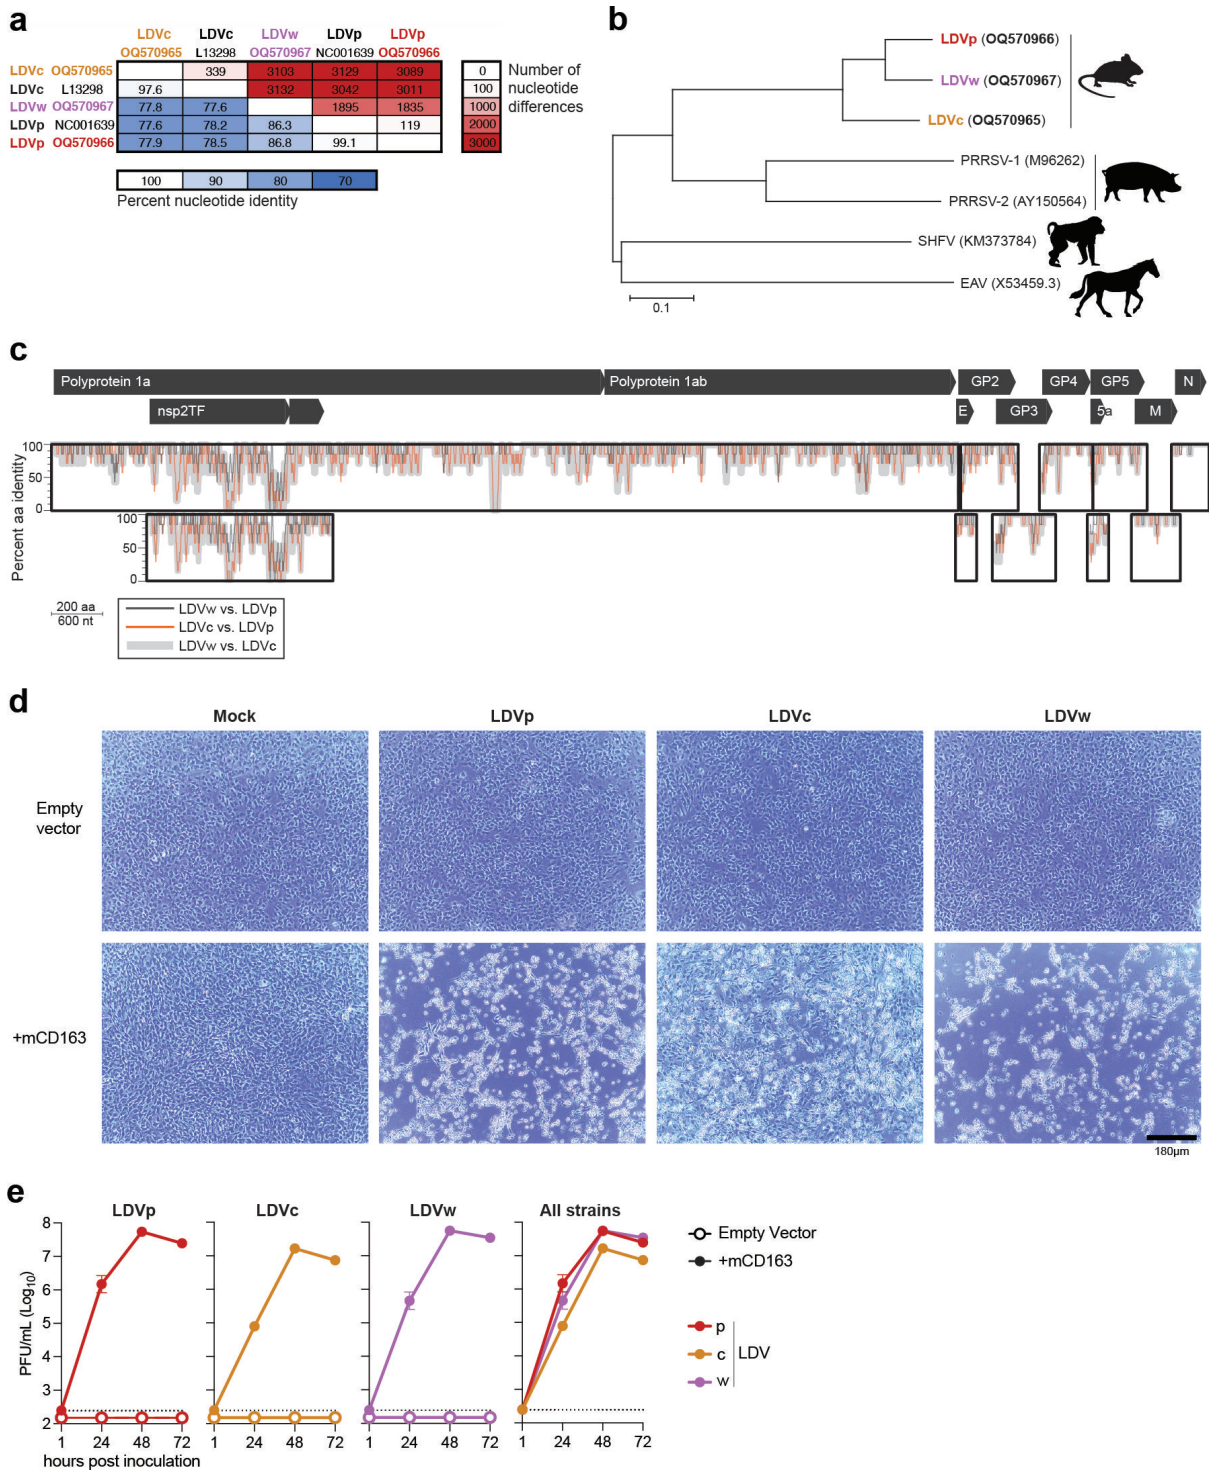 a
LDVc LDVc LDVw LDVp LDVp
OQ570965 L13298 OQ570967 NC001639 OQ570966
LDVc OQ570965 339 3103 3129 3089
LDVc L13298 97.6 3132 3042 3011
LDVw OQ570967 77.8 77.6 1895 1835
LDVp NC001639 77.6 78.2 86.3 119
LDVp OQ570966 77.9 78.5 86.8 99.1
0
100
1000
2000
3000
Number of
nucleotide
differences
100 90 80 70
Percent nucleotide identity
b
LDVp (OQ570966)
LDVw (OQ570967)
LDVc (OQ570965)
PRRSV-1 (M96262)
PRRSV-2 (AY150564)
SHFV (KM373784)
EAV (X53459.3)
0.1
c
Polyprotein 1a Polyprotein 1ab GP2 GP4 GP5 N
nsp2TF E GP3 5a M
Percent aa identity
100
50
0
100
50
0
200 aa
600 nt
LDVw vs. LDVp
LDVc vs. LDVp
LDVw vs. LDVc
d
Mock LDVp LDVc LDVw
Empty
vector
+mCD163
180µm
e
LDVp LDVc LDVw All strains
PFU/mL (Log10)
8
7
6
5
4
3
2
1 24 48 72 1 24 48 72 1 24 48 72 1 24 48 72
hours post inoculation
Empty Vector
+mCD163
p
c
w
LDV